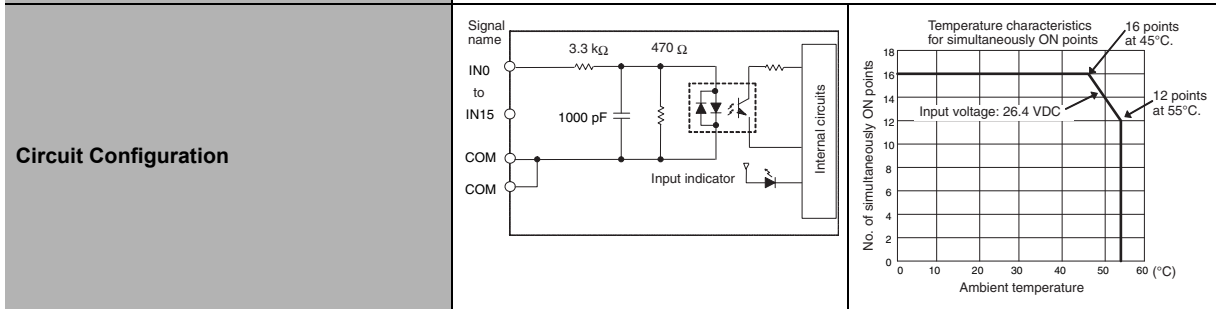 Circuit Configuration
Signal
name
3.3 kΩ
470 Ω
IN0
to
IN15
1000 pF
COM
COM
Input indicator
Internal circuits
Temperature characteristics
for simultaneously ON points
16 points
at 45°C.
12 points
at 55°C.
Input voltage: 26.4 VDC
No. of simultaneously ON points
18
16
14
12
10
8
6
4
2
0
0 10 20 30 40 50 60 (°C)
Ambient temperature